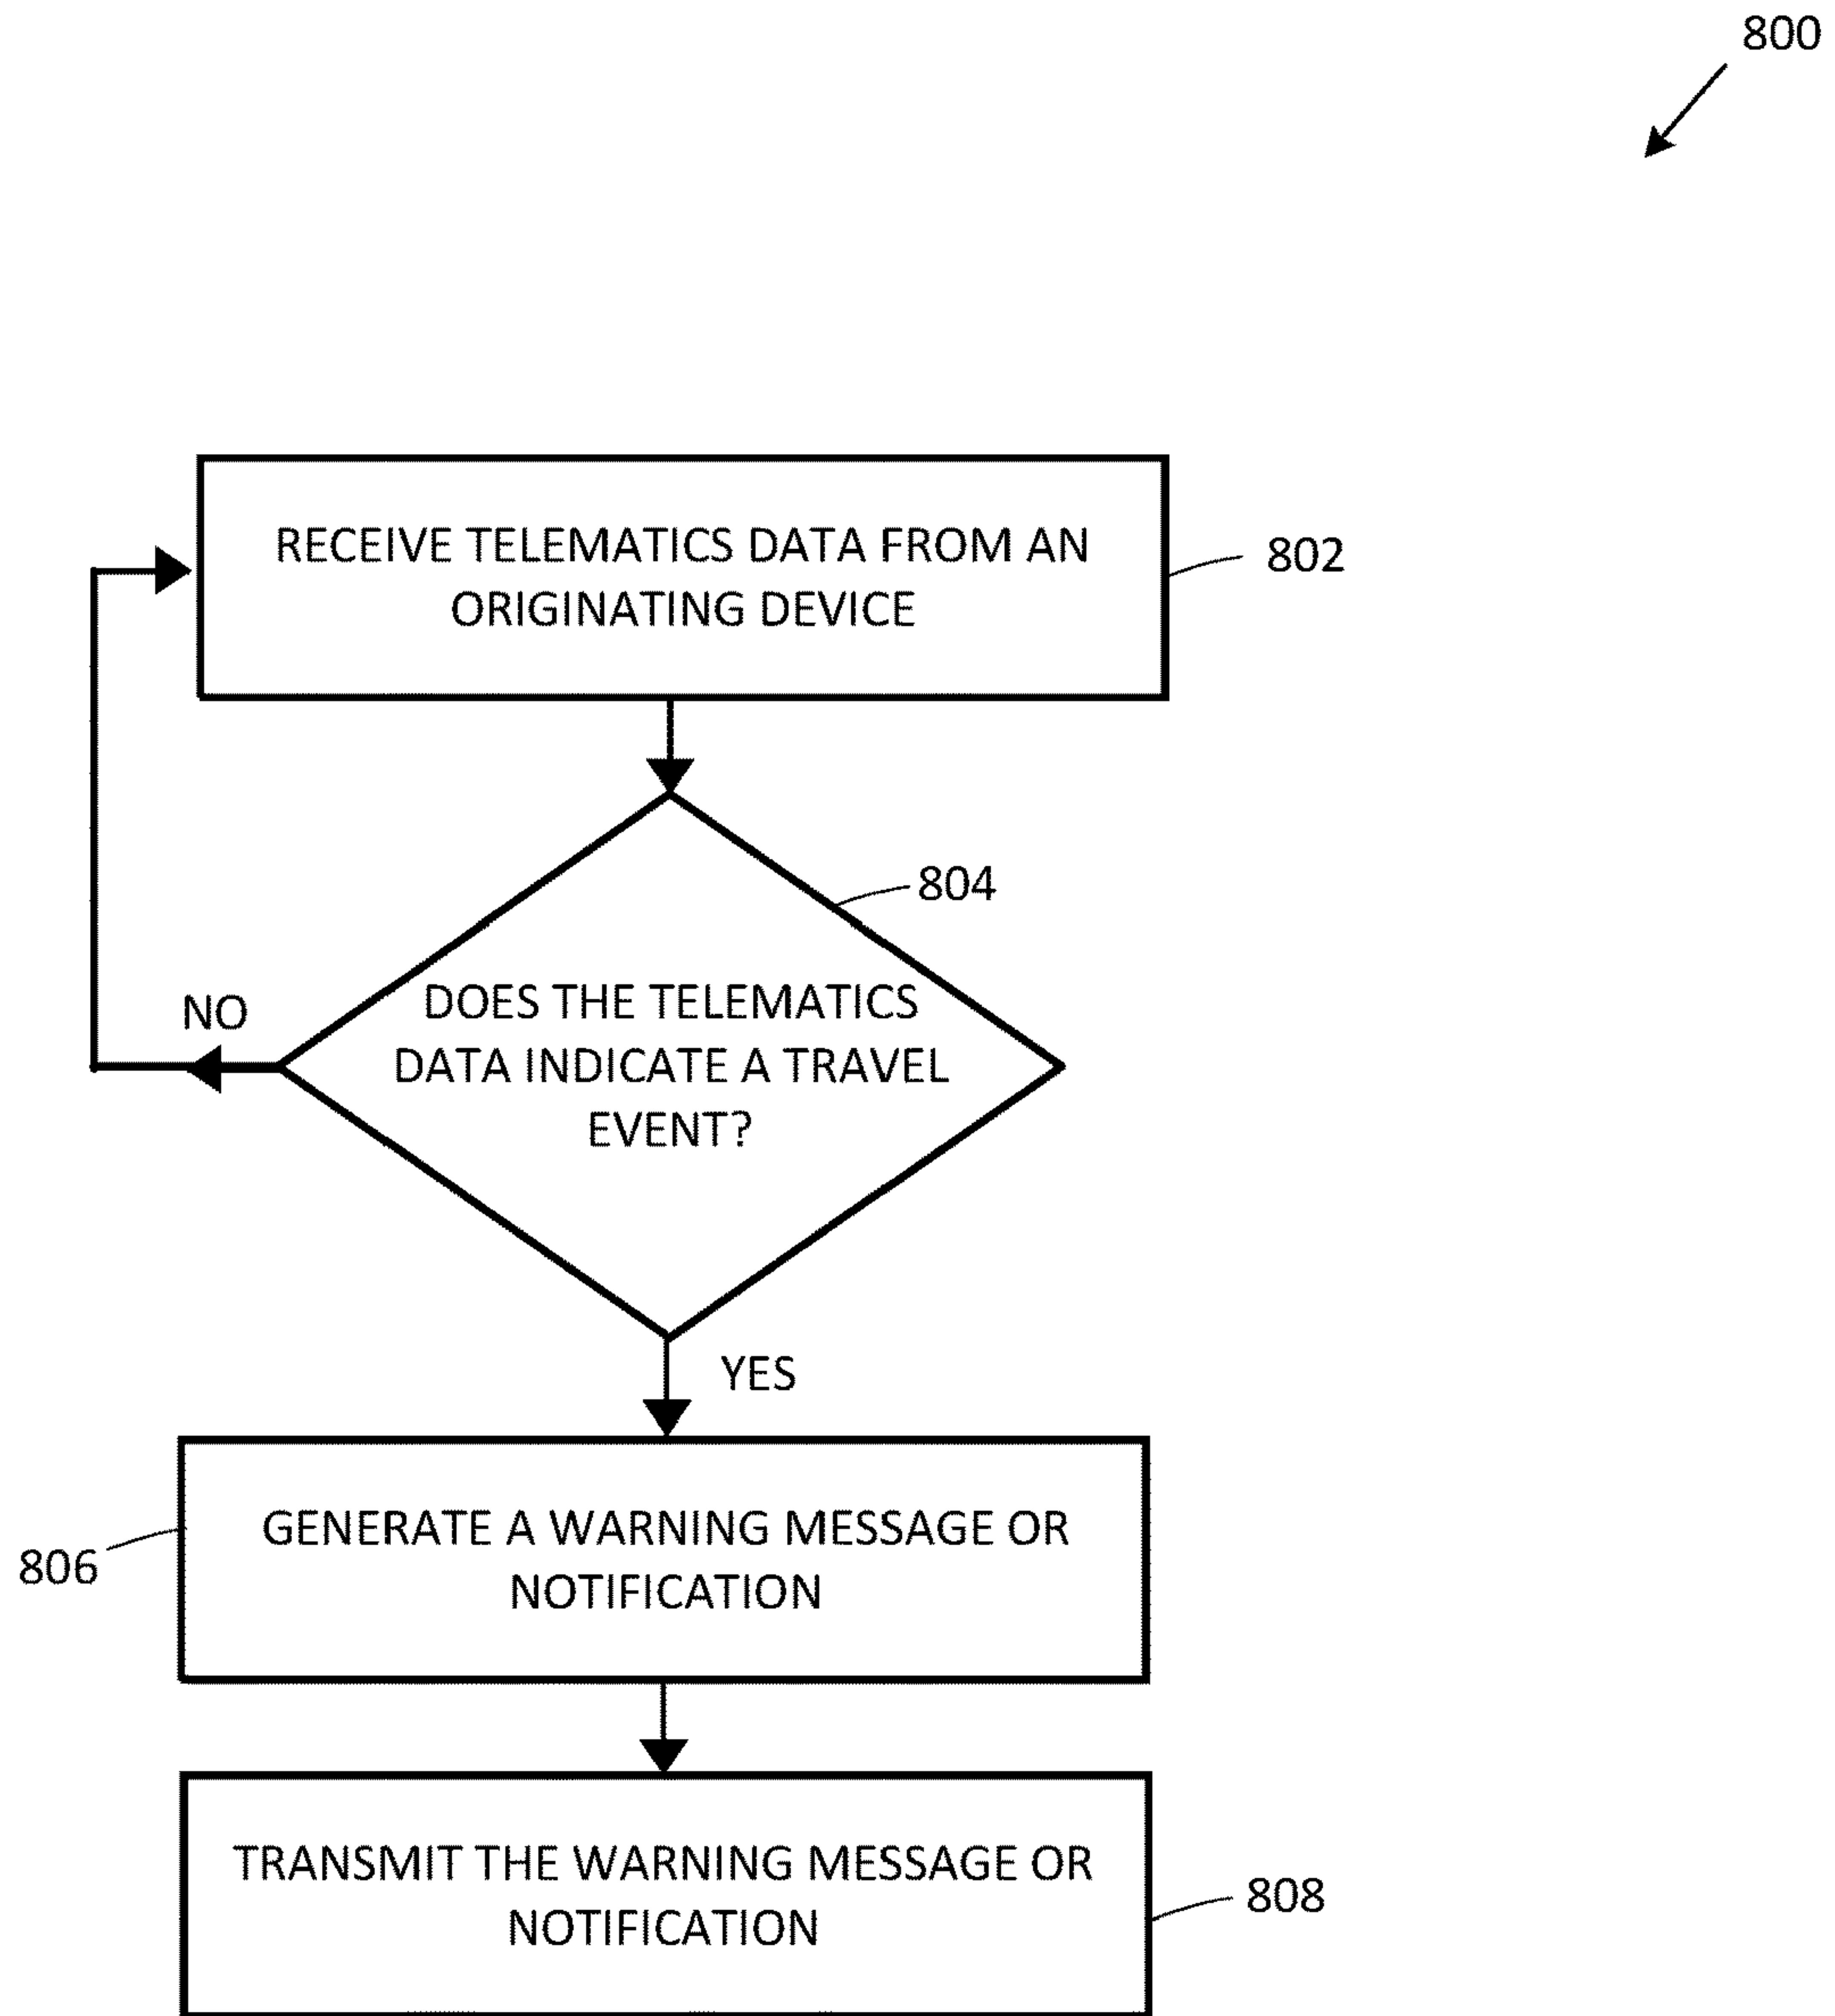 800
RECEIVE TELEMATICS DATA FROM AN
ORIGINATING DEVICE
802
804
DOES THE TELEMATICS
DATA INDICATE A TRAVEL
EVENT?
NO
YES
GENERATE A WARNING MESSAGE OR
NOTIFICATION
806
TRANSMIT THE WARNING MESSAGE OR
NOTIFICATION
808